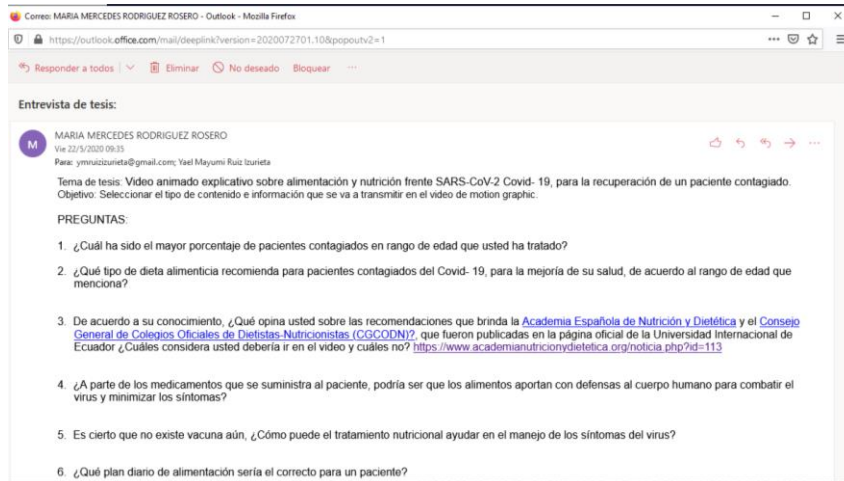 Correo: MARIA MERCEDES RODRIGUEZ ROSERO - Outlook - Mozilla Firefox
https://outlook.office.com/mail/deeplink?version=2020072701.10&popoutv2=1
Responder a todos Eliminar No deseado Bloquear
Entrevista de tesis:
M
MARIA MERCEDES RODRIGUEZ ROSERO
Vie 22/5/2020 09:35
Para: ymruizizurieta@gmail.com; Yael Mayumi Ruiz Izurieta
Tema de tesis: Video animado explicativo sobre alimentación y nutrición frente SARS-CoV-2 Covid- 19, para la recuperación de un paciente contagiado.
Objetivo: Seleccionar el tipo de contenido e información que se va a transmitir en el video de motion graphic.
PREGUNTAS:
1. ¿Cuál ha sido el mayor porcentaje de pacientes contagiados en rango de edad que usted ha tratado?
2. ¿Qué tipo de dieta alimenticia recomienda para pacientes contagiados del Covid- 19, para la mejoría de su salud, de acuerdo al rango de edad que
menciona?
3. De acuerdo a su conocimiento, ¿Qué opina usted sobre las recomendaciones que brinda la Academia Española de Nutrición y Dietética y el Consejo
General de Colegios Oficiales de Dietistas-Nutricionistas (CGCODN)?, que fueron publicadas en la página oficial de la Universidad Internacional de
Ecuador ¿Cuáles considera usted debería ir en el video y cuáles no? https://www.academianutricionydietetica.org/noticia.php?id=113
4. ¿A parte de los medicamentos que se suministra al paciente, podría ser que los alimentos aportan con defensas al cuerpo humano para combatir el
virus y minimizar los síntomas?
5. Es cierto que no existe vacuna aún, ¿Cómo puede el tratamiento nutricional ayudar en el manejo de los síntomas del virus?
6. ¿Qué plan diario de alimentación sería el correcto para un paciente?